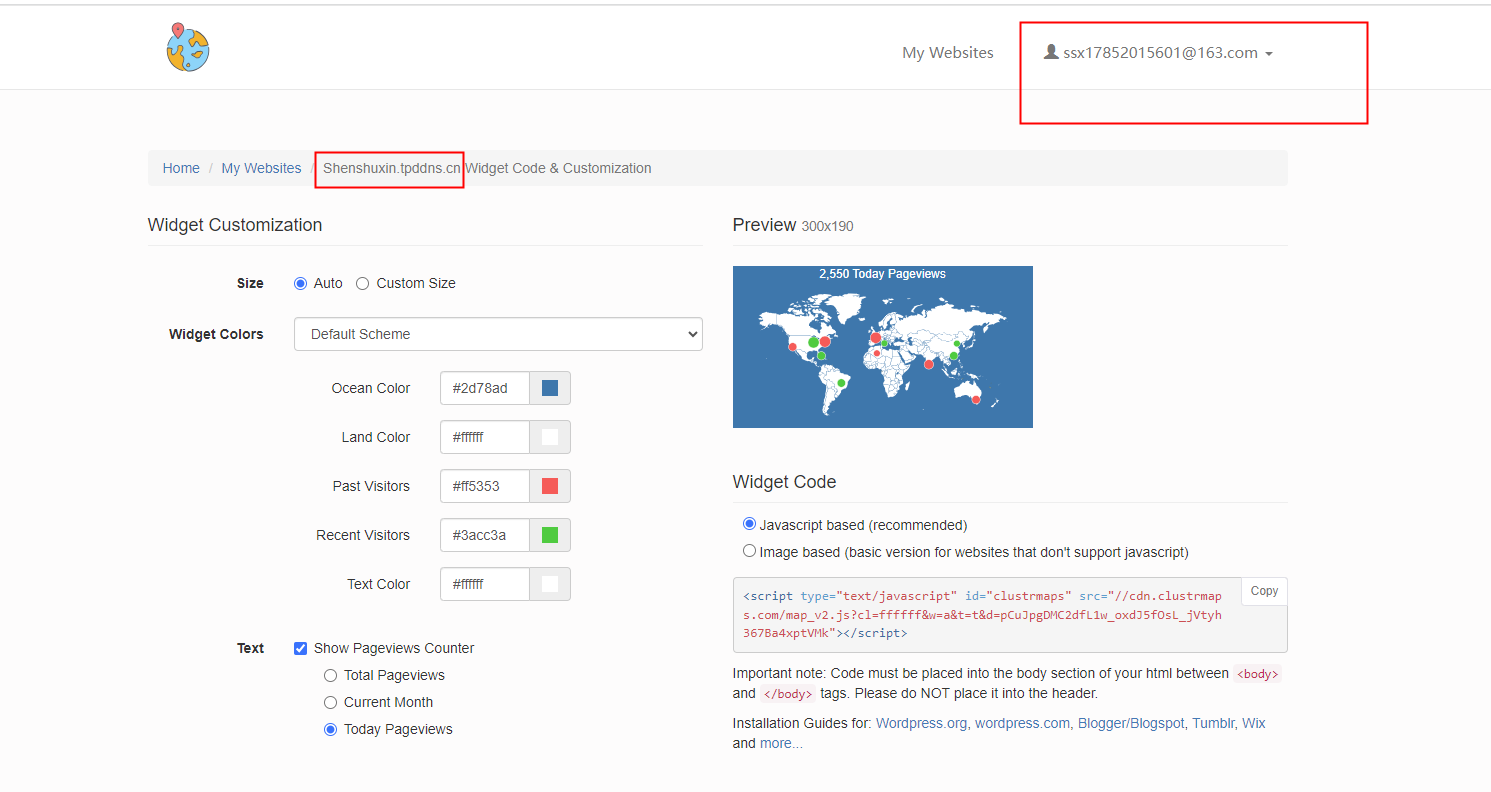 My Websites
ssx17852015601@163.com
Home / My Websites / Shenshuxin.tpddns.cn Widget Code & Customization
Widget Customization
Size
Auto
Custom Size
Widget Colors
Default Scheme
Ocean Color
#2d78ad
Land Color
#ffffff
Past Visitors
#ff5353
Recent Visitors
#3acc3a
Text Color
#ffffff
Text
Show Pageviews Counter
Total Pageviews
Current Month
Today Pageviews
Preview 300x190
2,550 Today Pageviews
Widget Code
Javascript based (recommended)
Image based (basic version for websites that don't support javascript)
Copy
<script type="text/javascript" id="clustrmaps" src="//cdn.clustrmap
s.com/map_v2.js?cl=ffffff&w=a&t=t&d=pCuJpgDMC2dfL1w_oxdJ5fOsL_jVtyh
367Ba4xptVMk"></script>
Important note: Code must be placed into the body section of your html between <body>
and </body> tags. Please do NOT place it into the header.
Installation Guides for: Wordpress.org, wordpress.com, Blogger/Blogspot, Tumblr, Wix
and more...